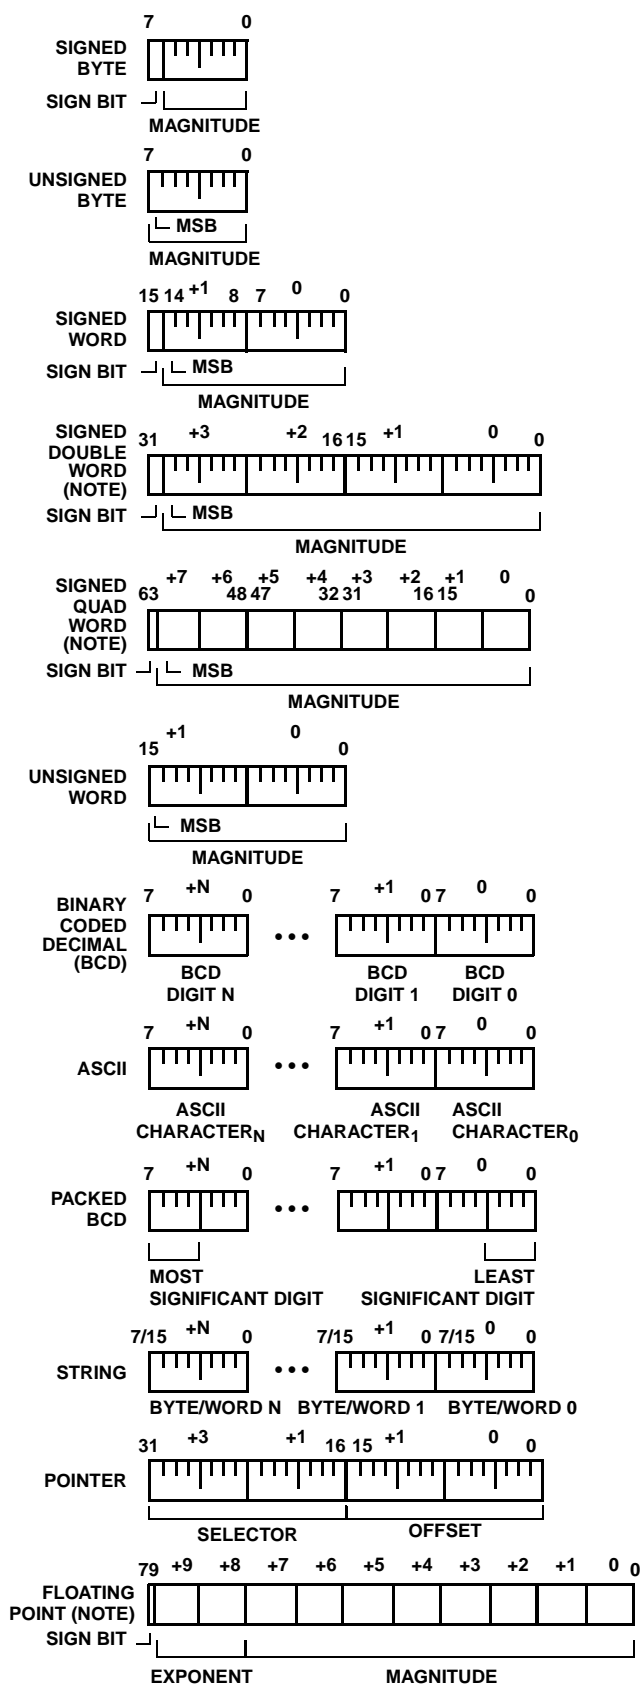 7 0
SIGNED
BYTE
SIGN BIT
MAGNITUDE
7 0
UNSIGNED
BYTE
MSB
MAGNITUDE
15 14 +1 8 7 0 0
SIGNED
WORD
SIGN BIT MSB
MAGNITUDE
SIGNED
DOUBLE
WORD
(NOTE)
31 +3 +2 16 15 +1 0 0
SIGN BIT MSB
MAGNITUDE
+7 +6 +5 +4 +3 +2 +1 0
63 48 47 32 31 16 15 0
SIGNED
QUAD
WORD
(NOTE)
SIGN BIT MSB
MAGNITUDE
+1 0
15 0
UNSIGNED
WORD
MSB
MAGNITUDE
7 +N 0 7 +1 0 7 0 0
BINARY
CODED
DECIMAL
(BCD)
•••
BCD
DIGIT N
BCD
DIGIT 1
BCD
DIGIT 0
7 +N 0 7 +1 0 7 0 0
ASCII •••
ASCII
CHARACTERN
ASCII
CHARACTER1
ASCII
CHARACTER0
7 +N 0 7 +1 0 7 0 0
PACKED
BCD
•••
MOST
SIGNIFICANT DIGIT
LEAST
SIGNIFICANT DIGIT
7/15 +N 0 7/15 +1 0 7/15 0 0
STRING •••
BYTE/WORD N BYTE/WORD 1 BYTE/WORD 0
31 +3 +1 16 15 +1 0 0
POINTER
SELECTOR OFFSET
79 +9 +8 +7 +6 +5 +4 +3 +2 +1 0 0
FLOATING
POINT (NOTE)
SIGN BIT
EXPONENT MAGNITUDE